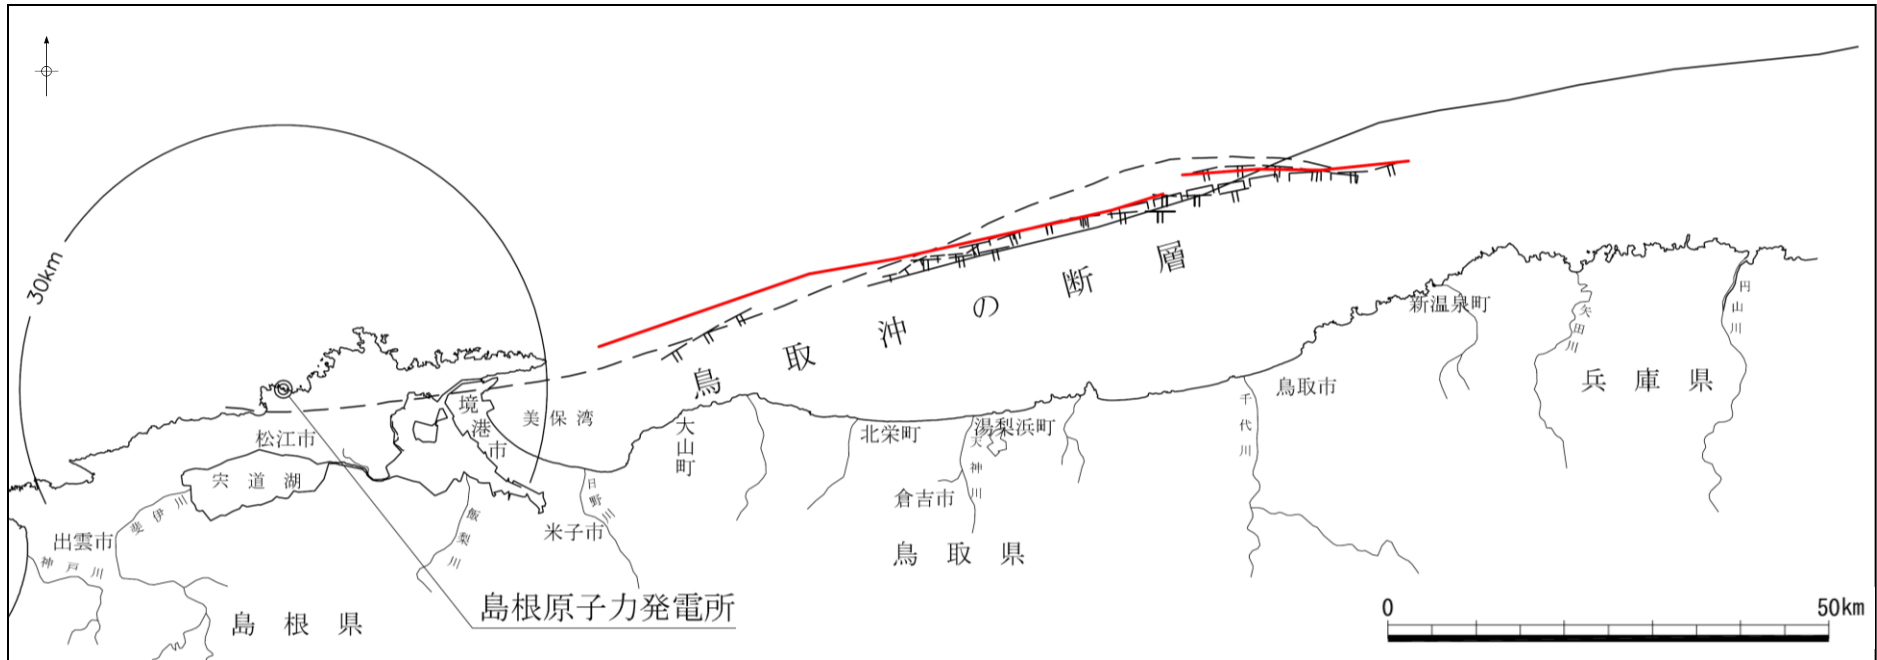 30km
鳥取沖の断層
新温泉町
矢田川
円山川
兵庫県
鳥取市
千代川
湯梨浜町
天神川
北栄町
倉吉市
鳥取県
大山町
美保湾
境港市
松江市
宍道湖
日野川
米子市
飯梨川
斐伊川
出雲市
神戸川
島根県
島根原子力発電所
0 50km